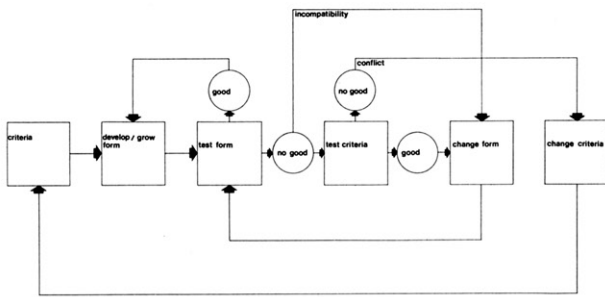 incompatibility
conflict
good
no good
criteria
develop / grow
form
test form
no good
test criteria
good
change form
change criteria